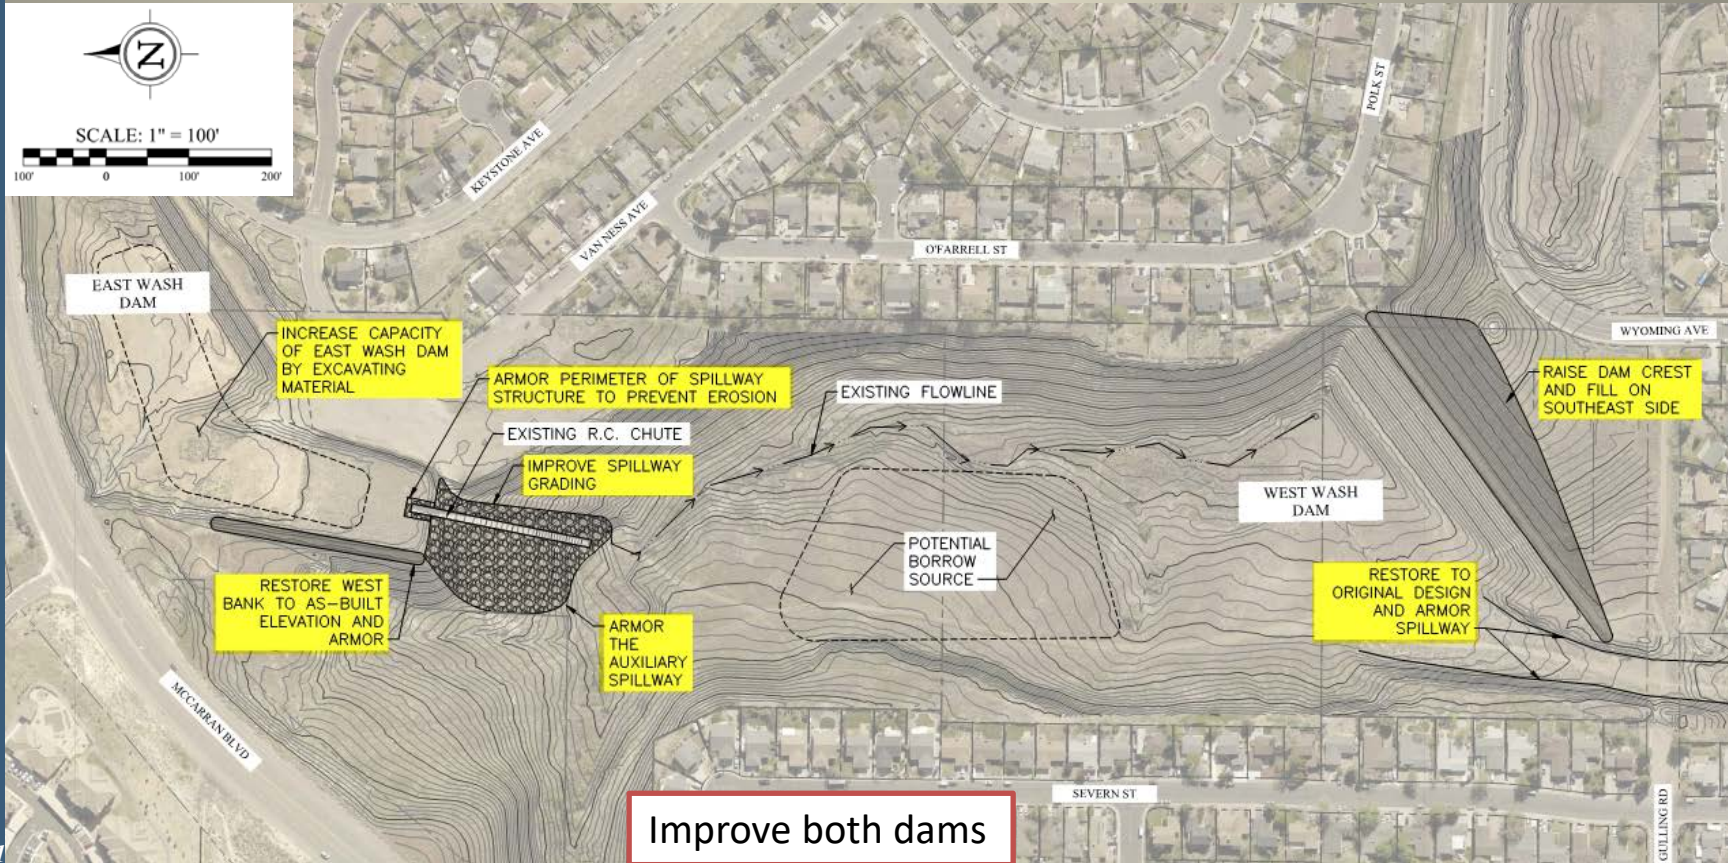 N
SCALE: 1" = 100'
100'
0
100'
200'
KEYSTONE AVE
VAN NESS AVE
O'FARRELL ST
POLK ST
WYOMING AVE
EAST WASH
DAM
INCREASE CAPACITY
OF EAST WASH DAM
BY EXCAVATING
MATERIAL
ARMOR PERIMETER OF SPILLWAY
STRUCTURE TO PREVENT EROSION
EXISTING FLOWLINE
RAISE DAM CREST
AND FILL ON
SOUTHEAST SIDE
EXISTING R.C. CHUTE
IMPROVE SPILLWAY
GRADING
WEST WASH
DAM
POTENTIAL
BORROW
SOURCE
RESTORE WEST
BANK TO AS-BUILT
ELEVATION AND
ARMOR
ARMOR
THE
AUXILIARY
SPILLWAY
RESTORE TO
ORIGINAL DESIGN
AND ARMOR
SPILLWAY
MCCARRAN BLVD
SEVERN ST
GULLING RD
Improve both dams